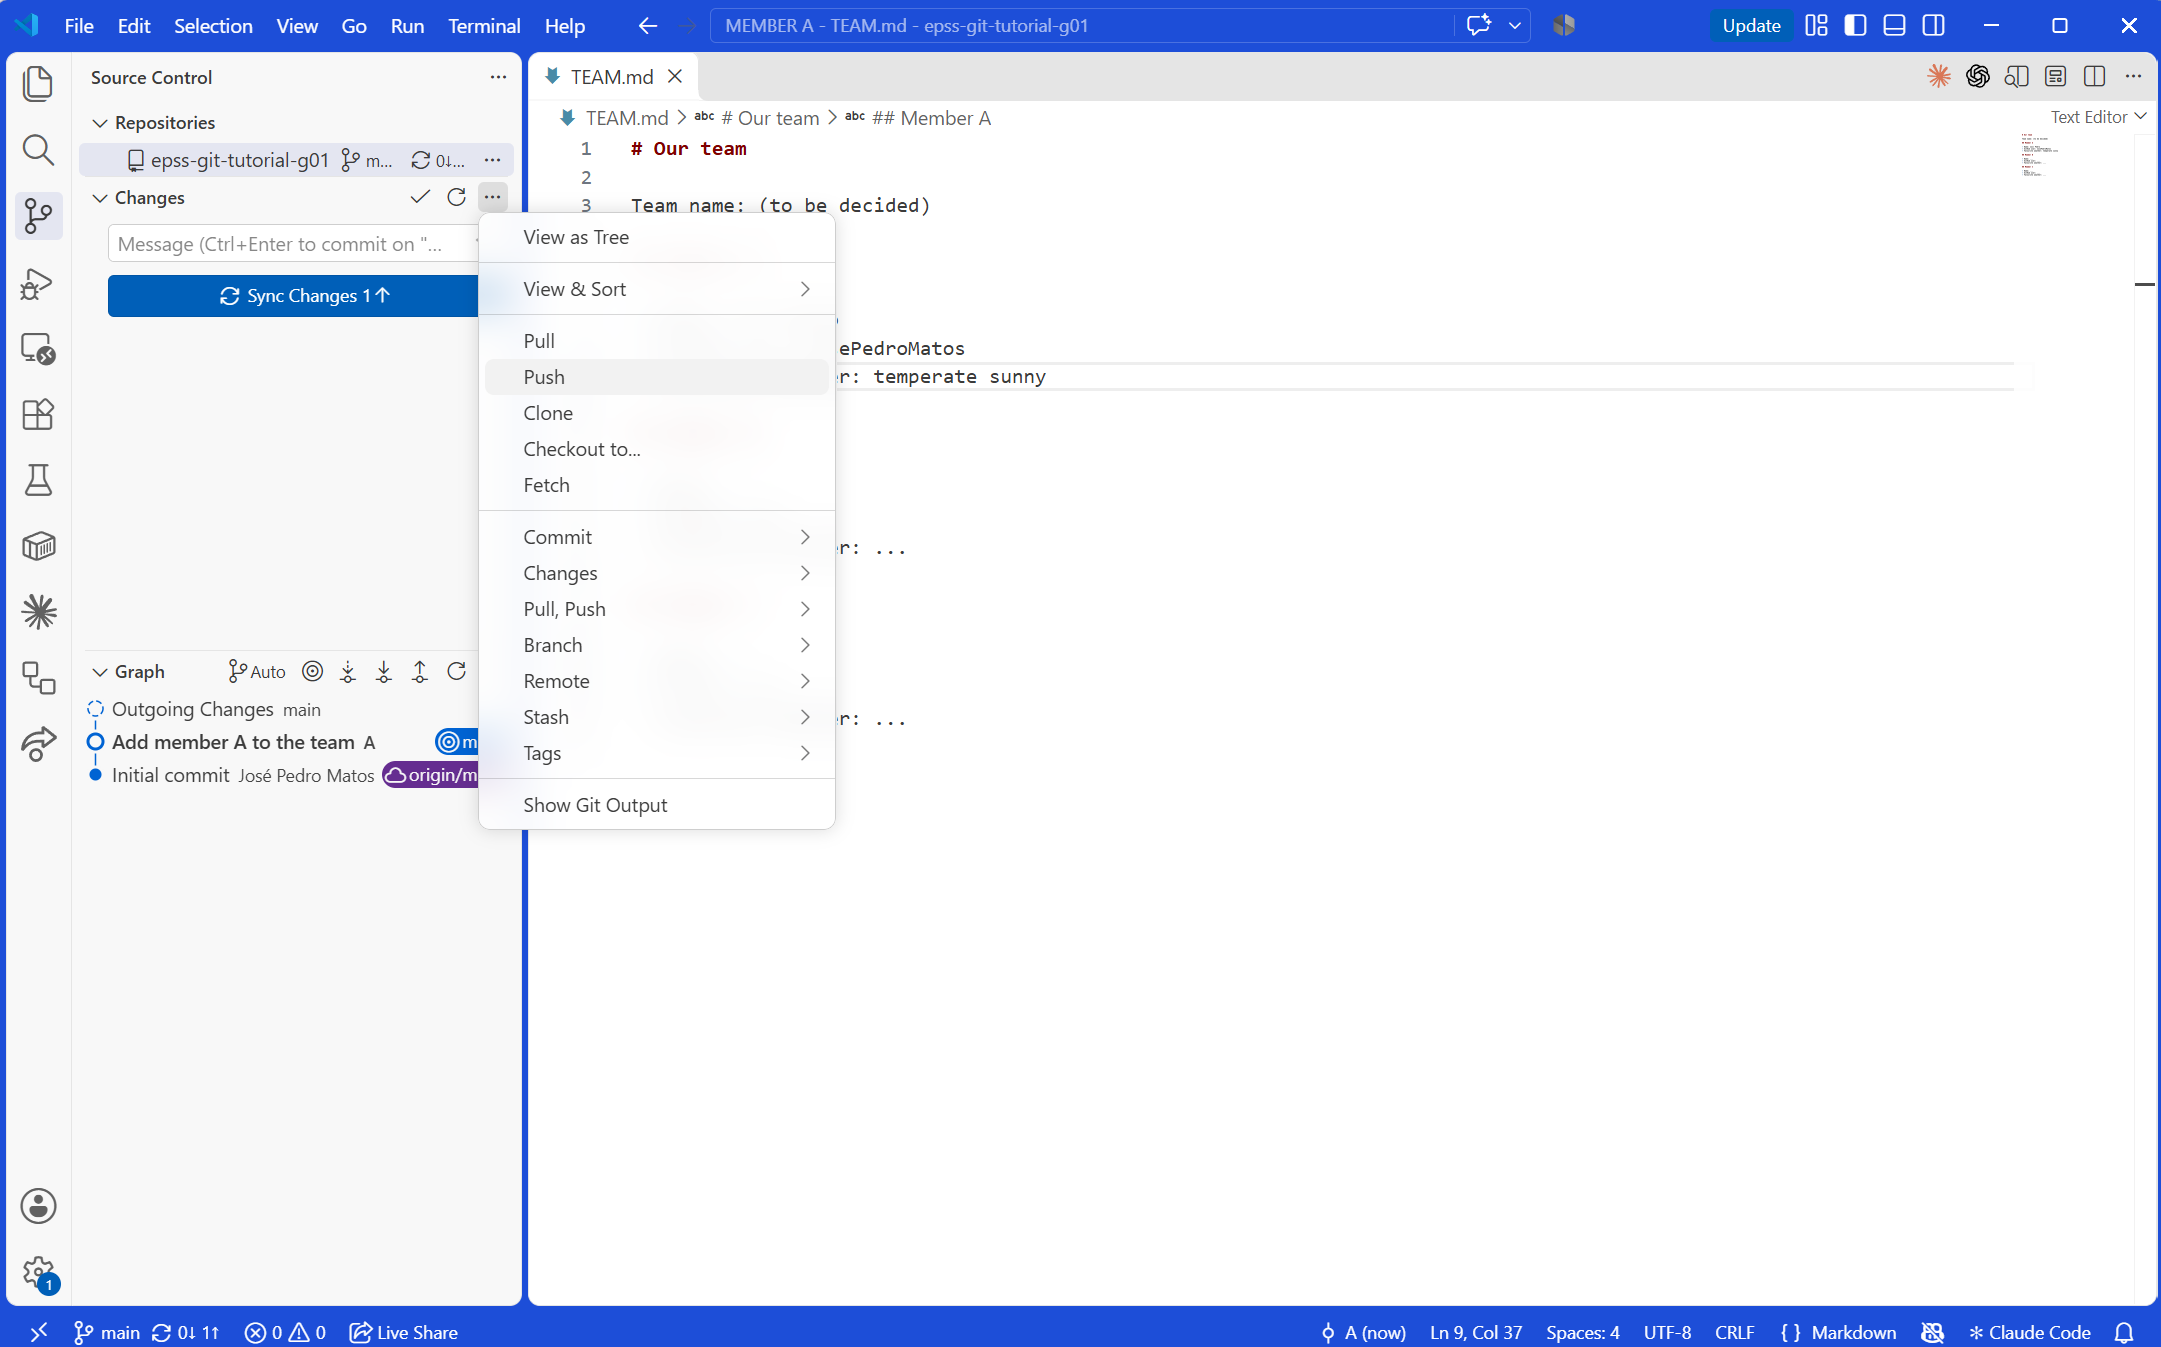 File Edit Selection View Go Run Terminal Help
MEMBER A - TEAM.md - epss-git-tutorial-g01
Update
Source Control
Repositories
epss-git-tutorial-g01 m... 0↓...
Changes
Message (Ctrl+Enter to commit on "...
Sync Changes 1↑
View as Tree
View & Sort
Pull
Push
Clone
Checkout to...
Fetch
Commit
Changes
Pull, Push
Branch
Remote
Stash
Tags
Show Git Output
Graph Auto
Outgoing Changes main
Add member A to the team A m
Initial commit José Pedro Matos origin/m
1
TEAM.md
TEAM.md > abc # Our team > abc ## Member A
Text Editor
1 # Our team
2
3 Team name: (to be decided)
ePedroMatos
r: temperate sunny
r: ...
r: ...
main 0↓ 1↑ 0 0 Live Share
A (now) Ln 9, Col 37 Spaces: 4 UTF-8 CRLF { } Markdown Claude Code